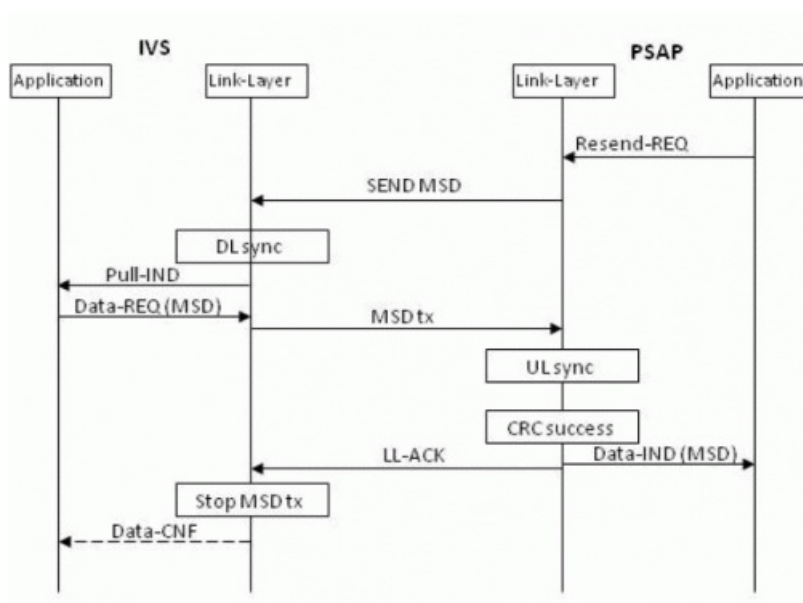 IVS
PSAP
Application
Link-Layer
Link-Layer
Application
Resend-REQ
SEND MSD
DL sync
Pull-IND
Data-REQ (MSD)
MSD tx
UL sync
CRC success
LL-ACK
Data-IND (MSD)
Stop MSD tx
Data-CNF